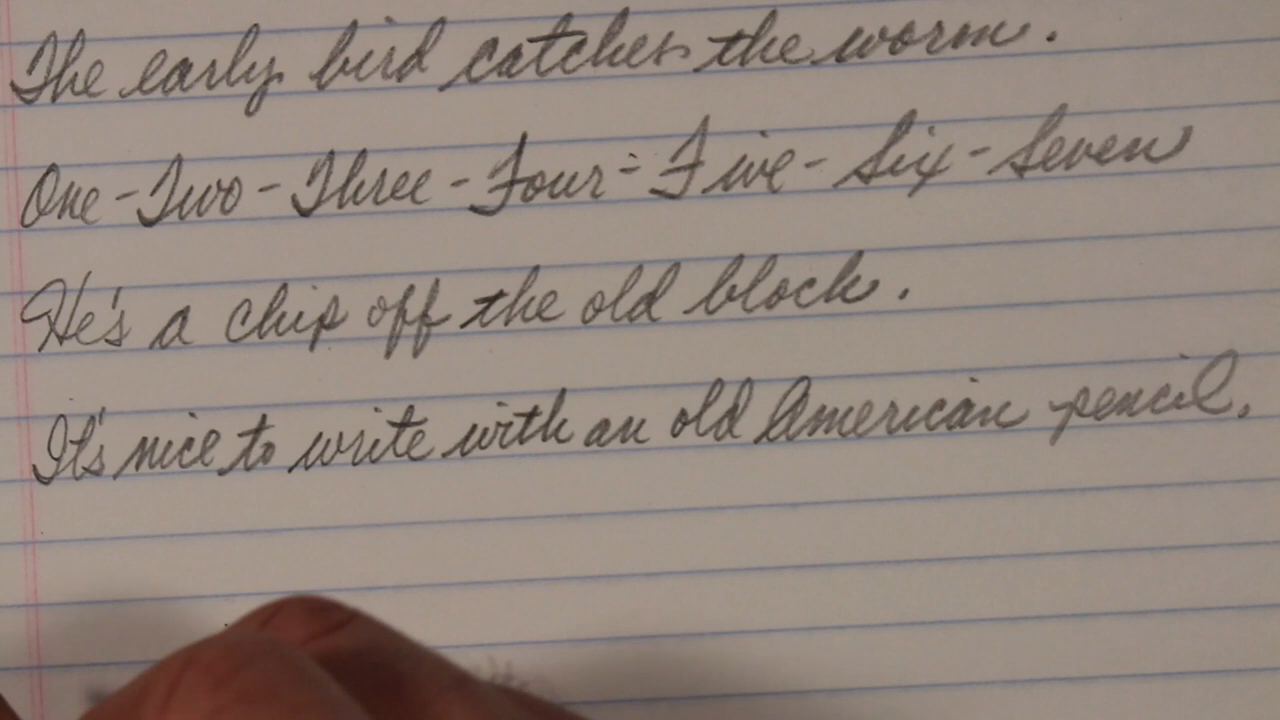 The early bird catches the worm.
One-Two-Three-Four-Five-Six-Seven
He's a chip off the old block.
It's nice to write with an old American pencil.